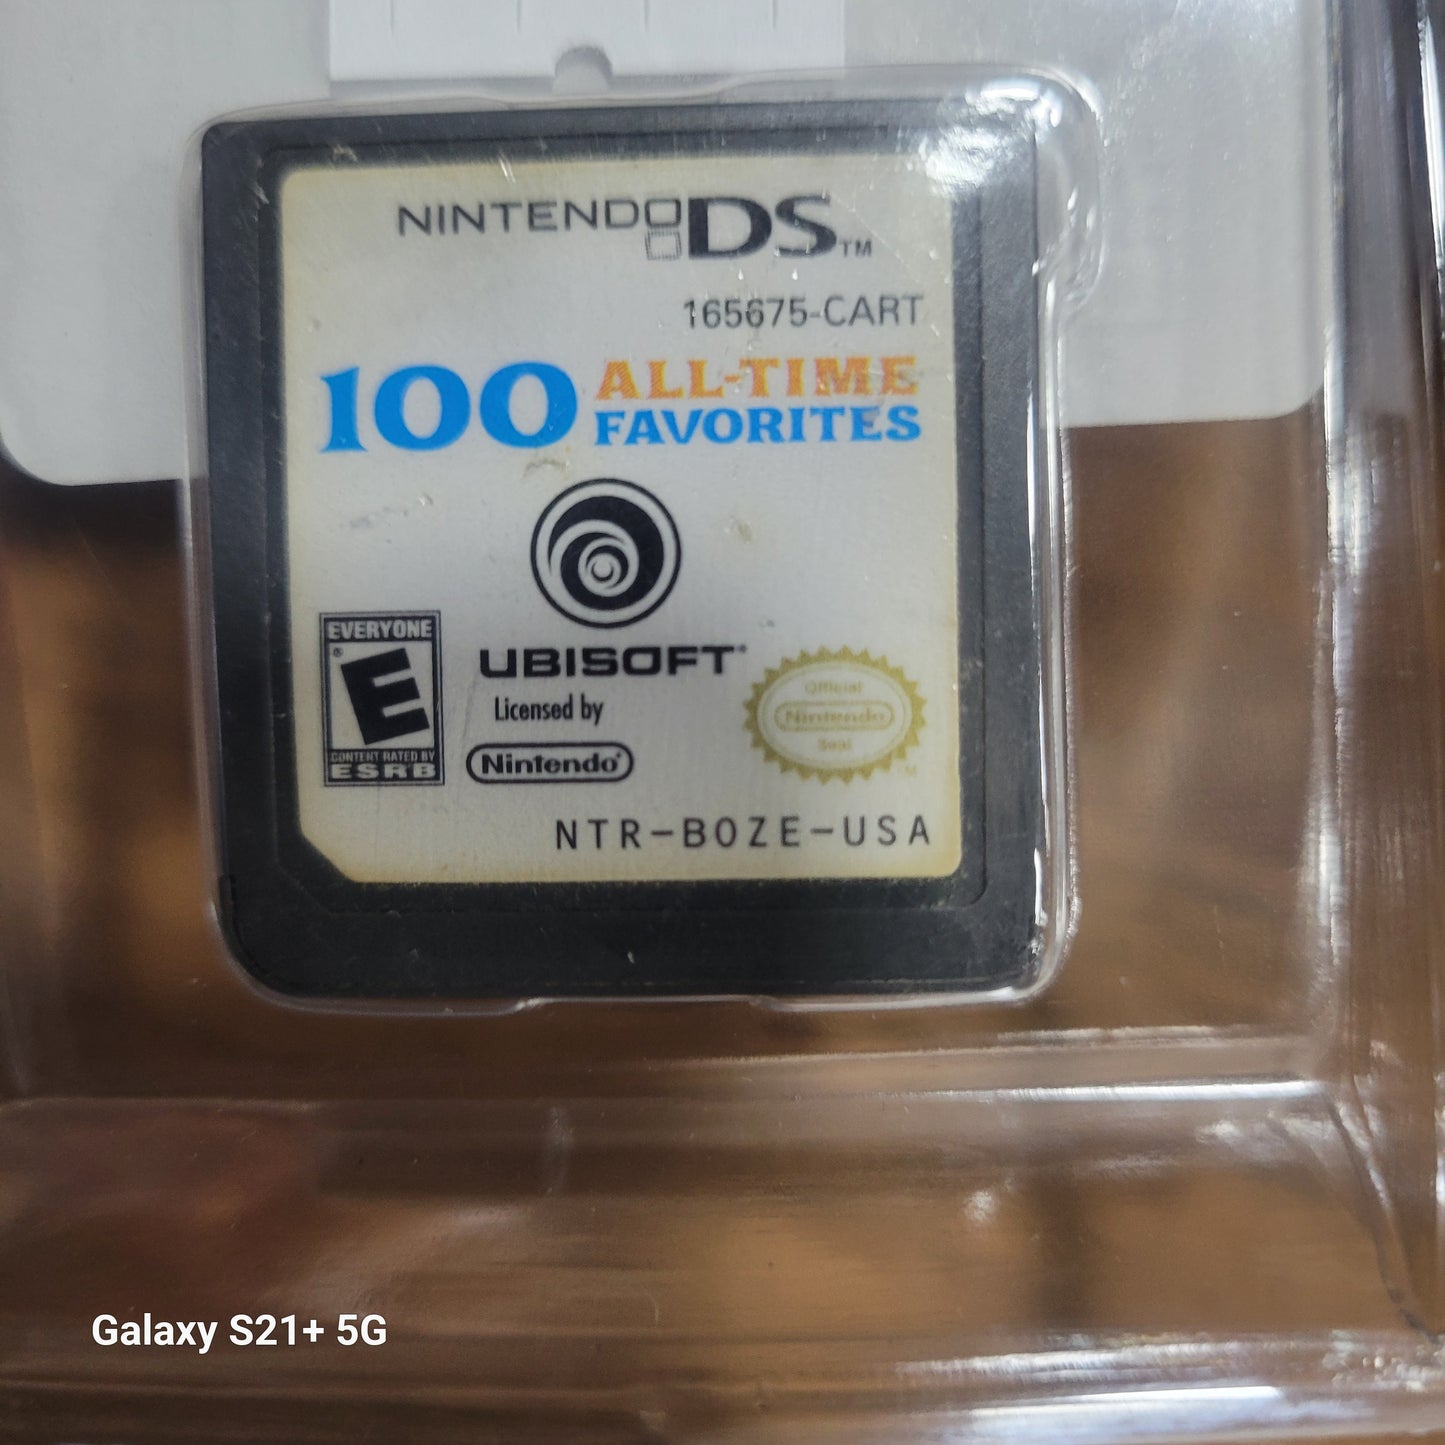 NINTENDO DS™
165675-CART
100 ALL-TIME
FAVORITES
EVERYONE
E
CONTENT RATED BY
ESRB
UBISOFT
Licensed by
Nintendo®
Official
Nintendo
Seal
TM
NTR-BOZE-USA
Galaxy S21+ 5G